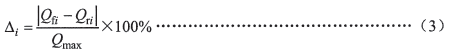 Δi = |Qfi − Qri| / Qmax ×100% ……………………………………………（3）